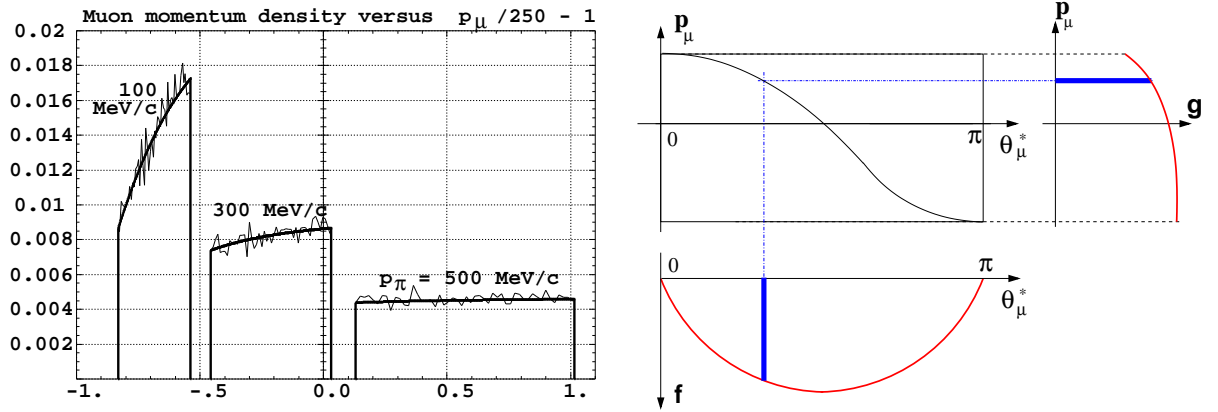 Muon momentum density versus p_μ /250 - 1
0.02
0.018
0.016
0.014
0.012
0.01
0.008
0.006
0.004
0.002
100
MeV/c
300 MeV/c
p_π = 500 MeV/c
-1.
-.5
0.0
0.5
1.
p_μ
0
π
θ*_μ
p_μ
g
0
π
θ*_μ
f